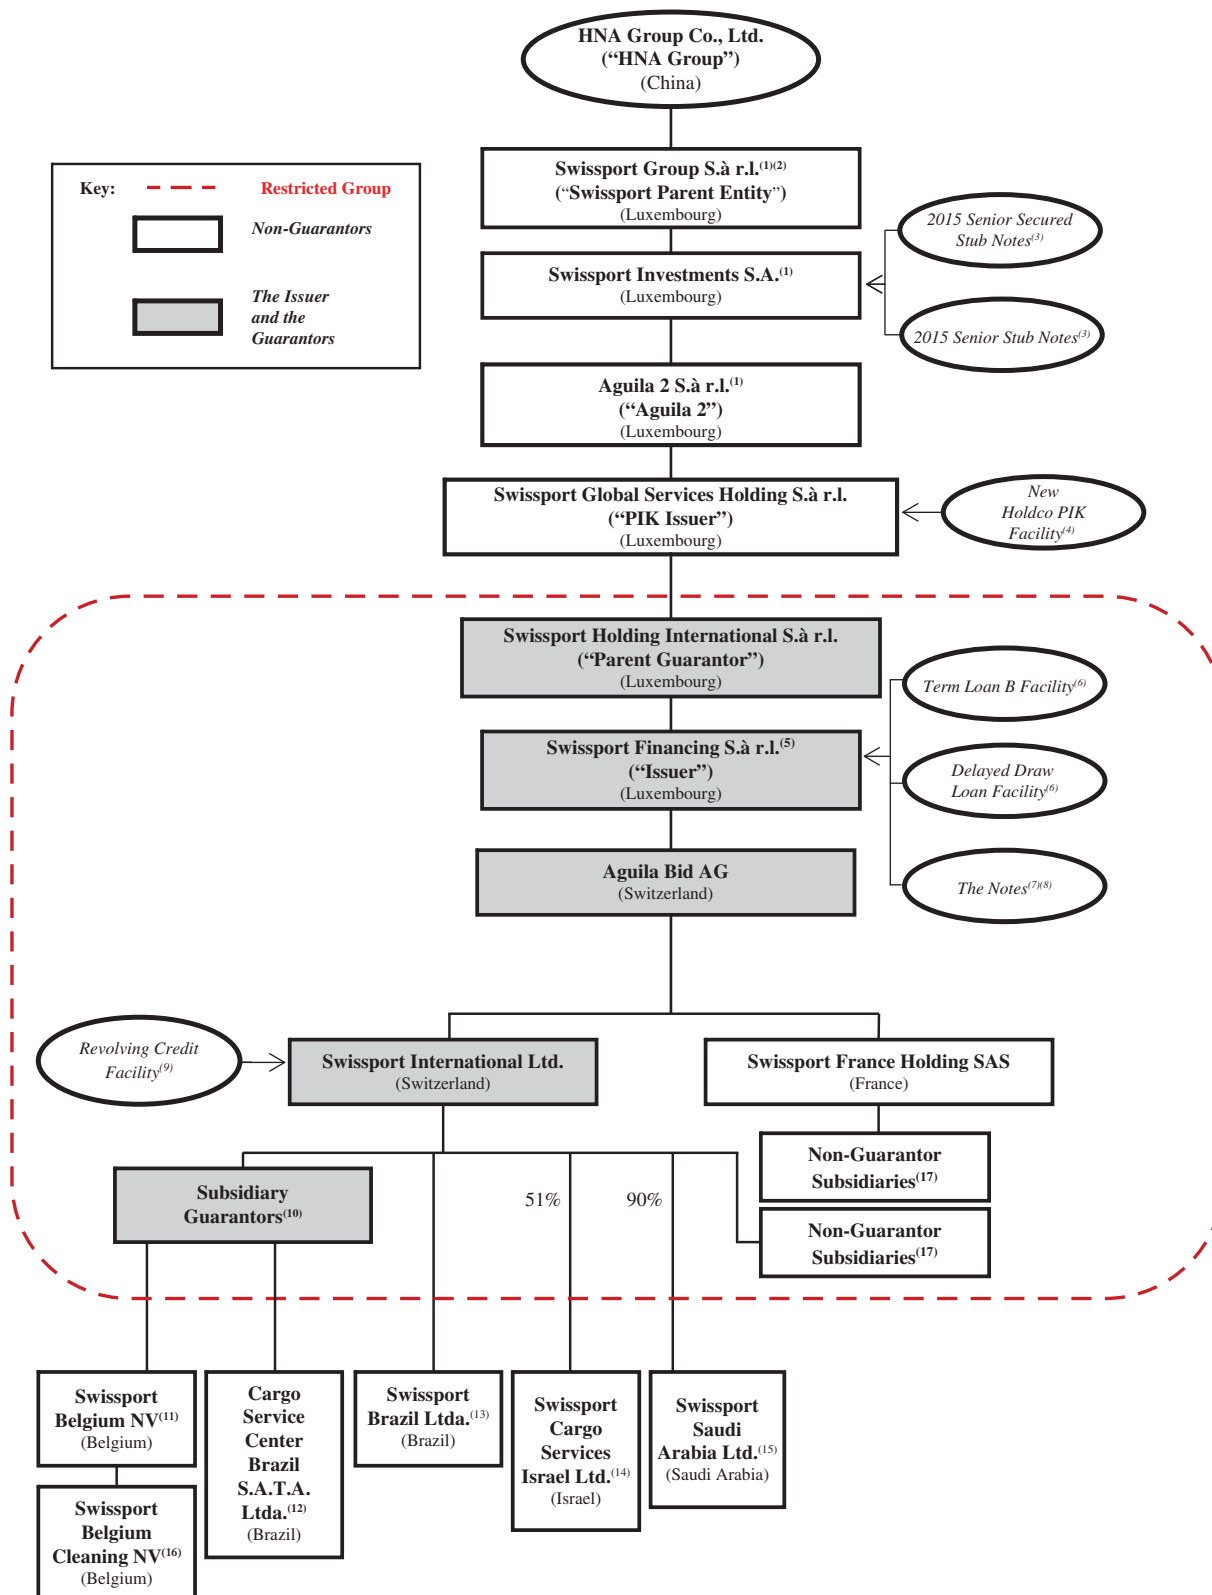 HNA Group Co., Ltd.
(“HNA Group”)
(China)
Swissport Group S.à r.l.(1)(2)
(“Swissport Parent Entity”)
(Luxembourg)
Key:
Restricted Group
Non-Guarantors
The Issuer
and the
Guarantors
2015 Senior Secured
Stub Notes(3)
Swissport Investments S.A.(1)
(Luxembourg)
2015 Senior Stub Notes(3)
Aguila 2 S.à r.l.(1)
(“Aguila 2”)
(Luxembourg)
Swissport Global Services Holding S.à r.l.
(“PIK Issuer”)
(Luxembourg)
New
Holdco PIK
Facility(4)
Swissport Holding International S.à r.l.
(“Parent Guarantor”)
(Luxembourg)
Term Loan B Facility(6)
Swissport Financing S.à r.l.(5)
(“Issuer”)
(Luxembourg)
Delayed Draw
Loan Facility(6)
Aguila Bid AG
(Switzerland)
The Notes(7)(8)
Revolving Credit
Facility(9)
Swissport International Ltd.
(Switzerland)
Swissport France Holding SAS
(France)
Non-Guarantor
Subsidiaries(17)
Subsidiary
Guarantors(10)
51%
90%
Non-Guarantor
Subsidiaries(17)
Swissport
Belgium NV(11)
(Belgium)
Cargo
Service
Center
Brazil
S.A.T.A.
Ltda.(12)
(Brazil)
Swissport
Brazil Ltda.(13)
(Brazil)
Swissport
Cargo
Services
Israel Ltd.(14)
(Israel)
Swissport
Saudi
Arabia Ltd.(15)
(Saudi Arabia)
Swissport
Belgium
Cleaning NV(16)
(Belgium)